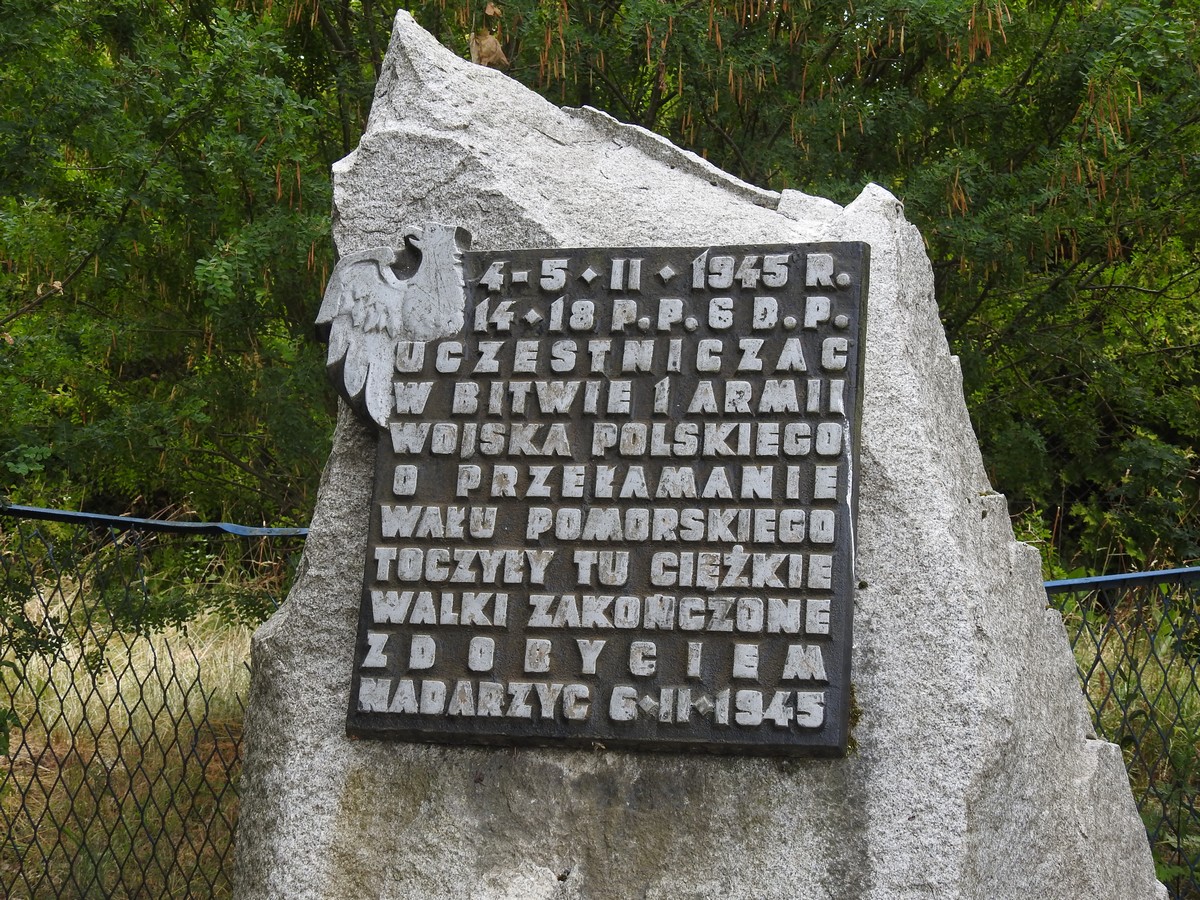 4-5 • II • 1945 R.
14 • 18 P.P. 6 D.P.
UCZESTNICZĄC
W BITWIE 1 ARMII
WOJSKA POLSKIEGO
O PRZEŁAMANIE
WAŁU POMORSKIEGO
TOCZYŁY TU CIĘŻKIE
WALKI ZAKOŃCZONE
ZDOBYCIEM
NADARZYC 6 • II • 1945